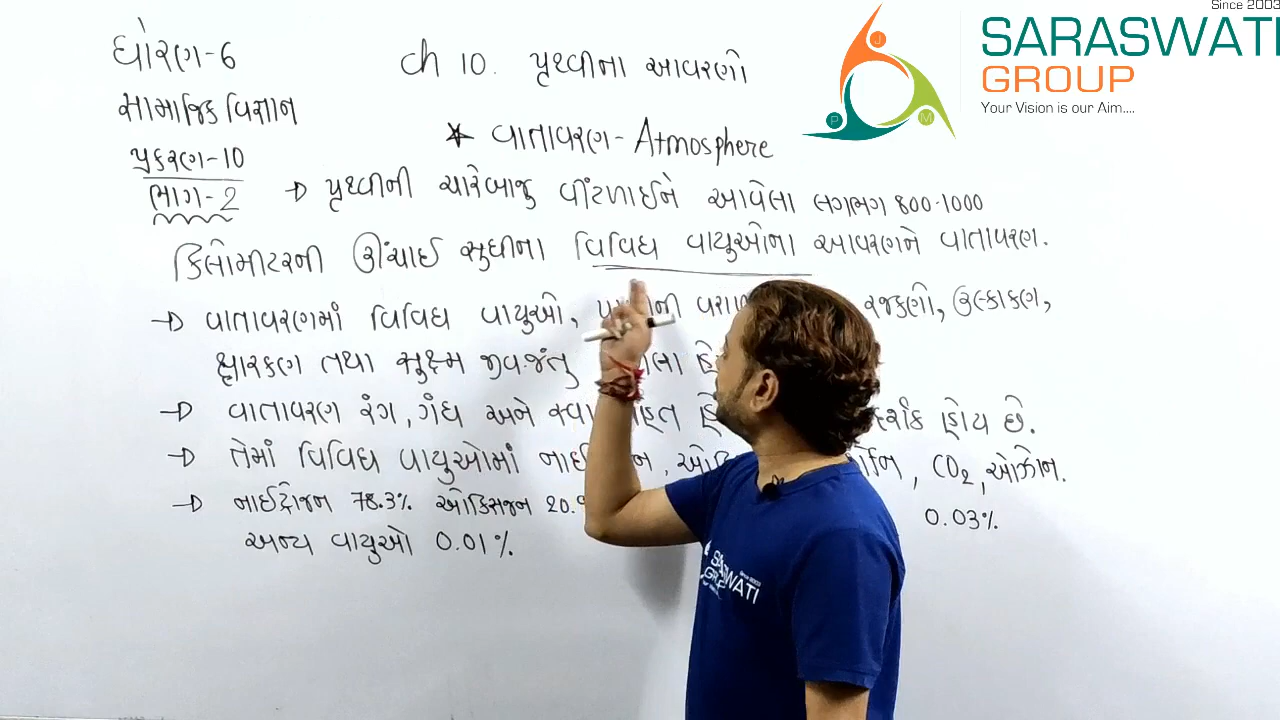 Since 2003
SARASWATI
GROUP
Your Vision is our Aim....
J
P
M
ધોરણ-6
સામાજિક વિજ્ઞાન
પ્રકરણ-10
ભાગ-2
ch 10. પૃથ્વીના આવરણો
* વાતાવરણ - Atmosphere
→ પૃથ્વીની ચારેબાજુ વીંટળાઈને આવેલા લગભગ 800-1000
કિલોમીટરની ઊંચાઈ સુધીના વિવિધ વાયુઓના આવરણને વાતાવરણ.
→ વાતાવરણમાં વિવિધ વાયુઓ, રજકણો, ઉલ્કાકણ,
ક્ષારકણ તથા સુક્ષ્મ જીવ-જંતુ
→ વાતાવરણ રંગ, ગંધ અને હોય છે.
→ તેમાં વિવિધ વાયુઓમાં CO2, ઓઝોન.
→ નાઈટ્રોજન 78.3% ઓક્સિજન 0.03%
અન્ય વાયુઓ 0.01%
SARASWATI